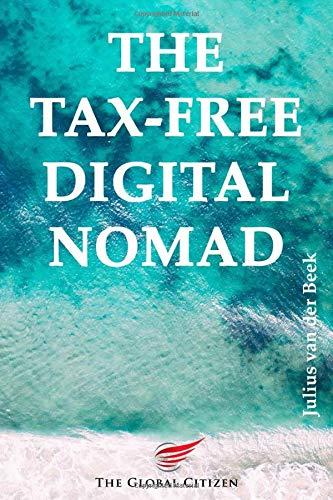 THE
TAX-FREE
DIGITAL
NOMAD
Julius van der Beek
THE GLOBAL CITIZEN